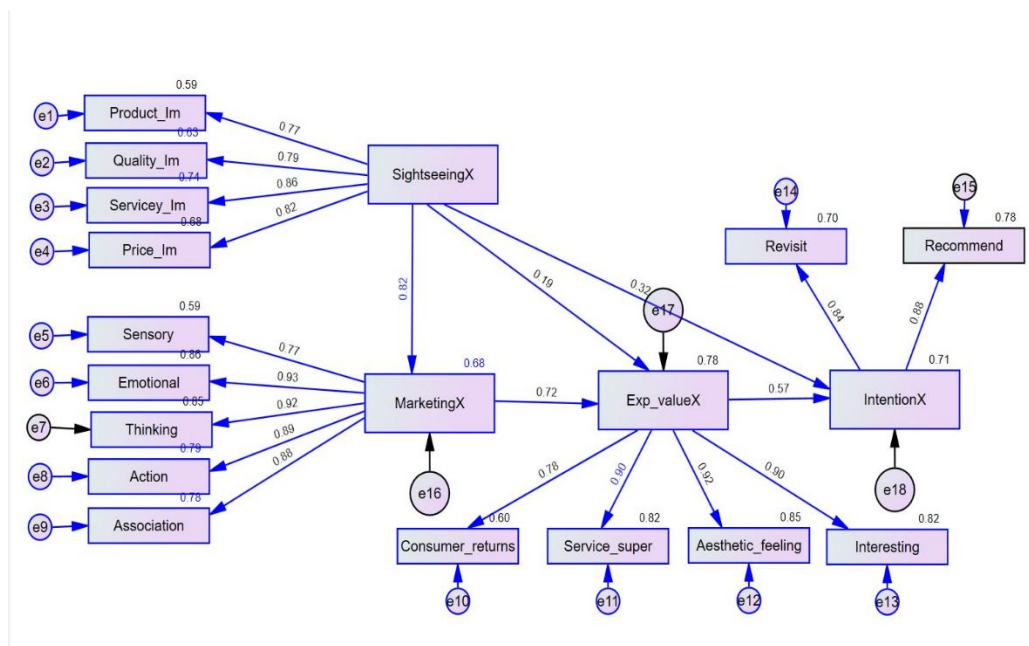 0.59
e1
Product_Im
0.77
0.63
e2
Quality_Im
0.79
SightseeingX
0.71
e3
Servicey_Im
0.86
0.68
e4
Price_Im
0.82
e14
e15
0.70
0.78
Revisit
Recommend
0.82
0.19
0.32
e17
0.84
0.88
0.59
e5
Sensory
0.77
0.86
e6
Emotional
0.93
0.85
e7
Thinking
0.92
0.79
e8
Action
0.89
0.78
e9
Association
0.88
0.68
MarketingX
0.72
0.78
Exp_valueX
0.57
0.71
IntentionX
e16
e18
0.78
0.90
0.92
0.90
0.60
0.82
0.85
0.82
Consumer_returns
Service_super
Aesthetic_feeling
Interesting
e10
e11
e12
e13